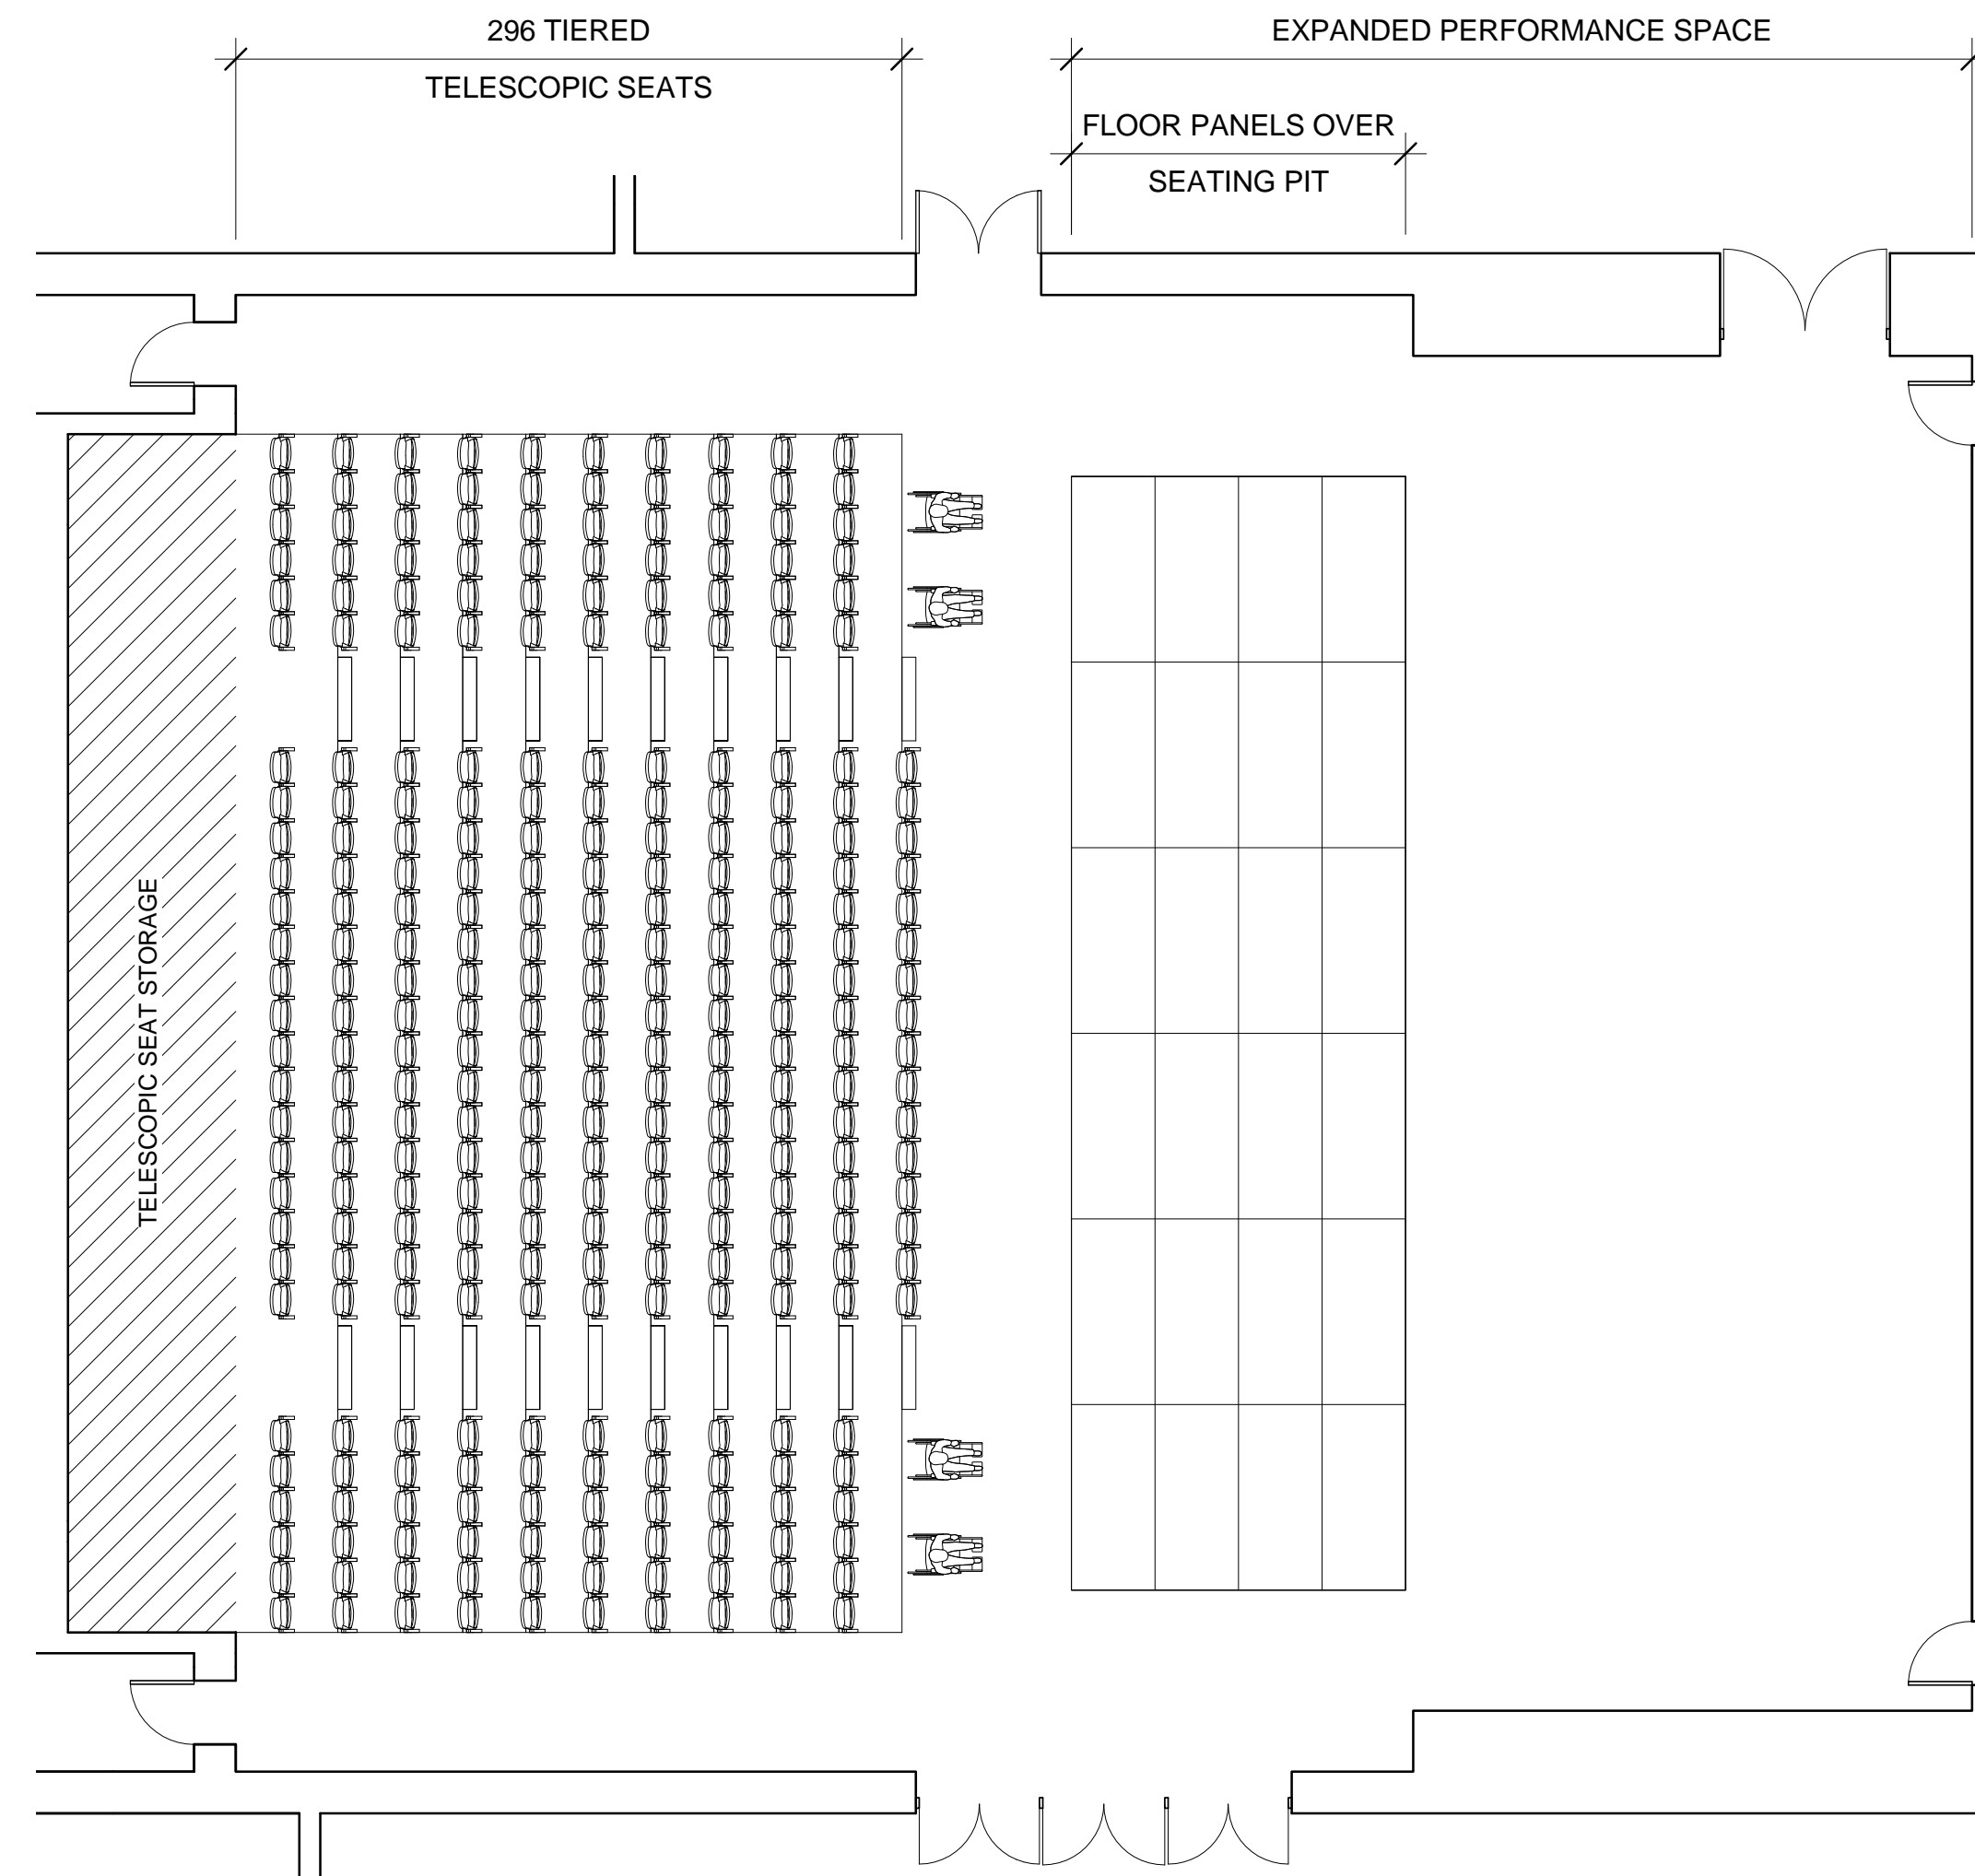 296 TIERED
TELESCOPIC SEATS
EXPANDED PERFORMANCE SPACE
FLOOR PANELS OVER
SEATING PIT
TELESCOPIC SEAT STORAGE